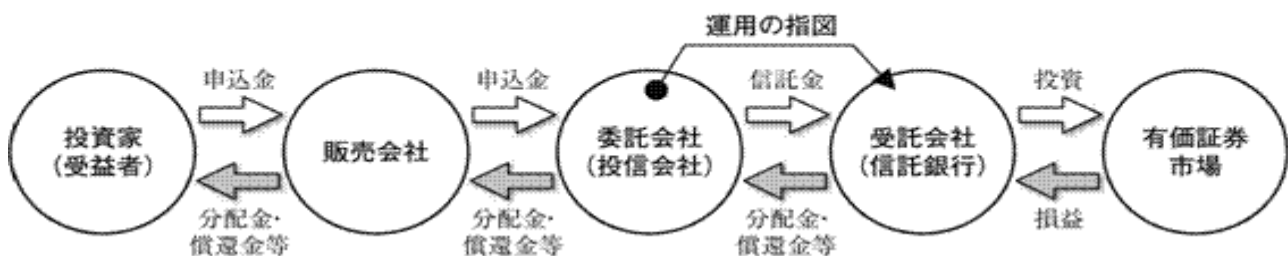 運用の指図
申込金
申込金
信託金
投資
投資家
(受益者)
販売会社
委託会社
(投信会社)
受託会社
(信託銀行)
有価証券
市場
分配金・
償還金等
分配金・
償還金等
分配金・
償還金等
損益